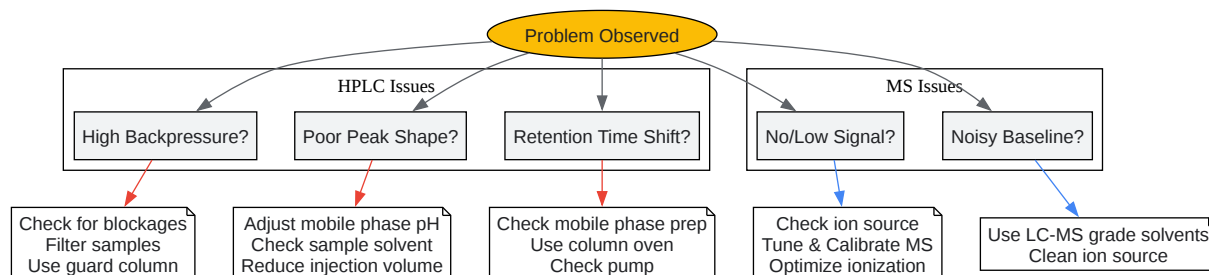 Problem Observed
HPLC Issues
MS Issues
High Backpressure?
Poor Peak Shape?
Retention Time Shift?
No/Low Signal?
Noisy Baseline?
Check for blockages
Filter samples
Use guard column
Adjust mobile phase pH
Check sample solvent
Reduce injection volume
Check mobile phase prep
Use column oven
Check pump
Check ion source
Tune & Calibrate MS
Optimize ionization
Use LC-MS grade solvents
Clean ion source